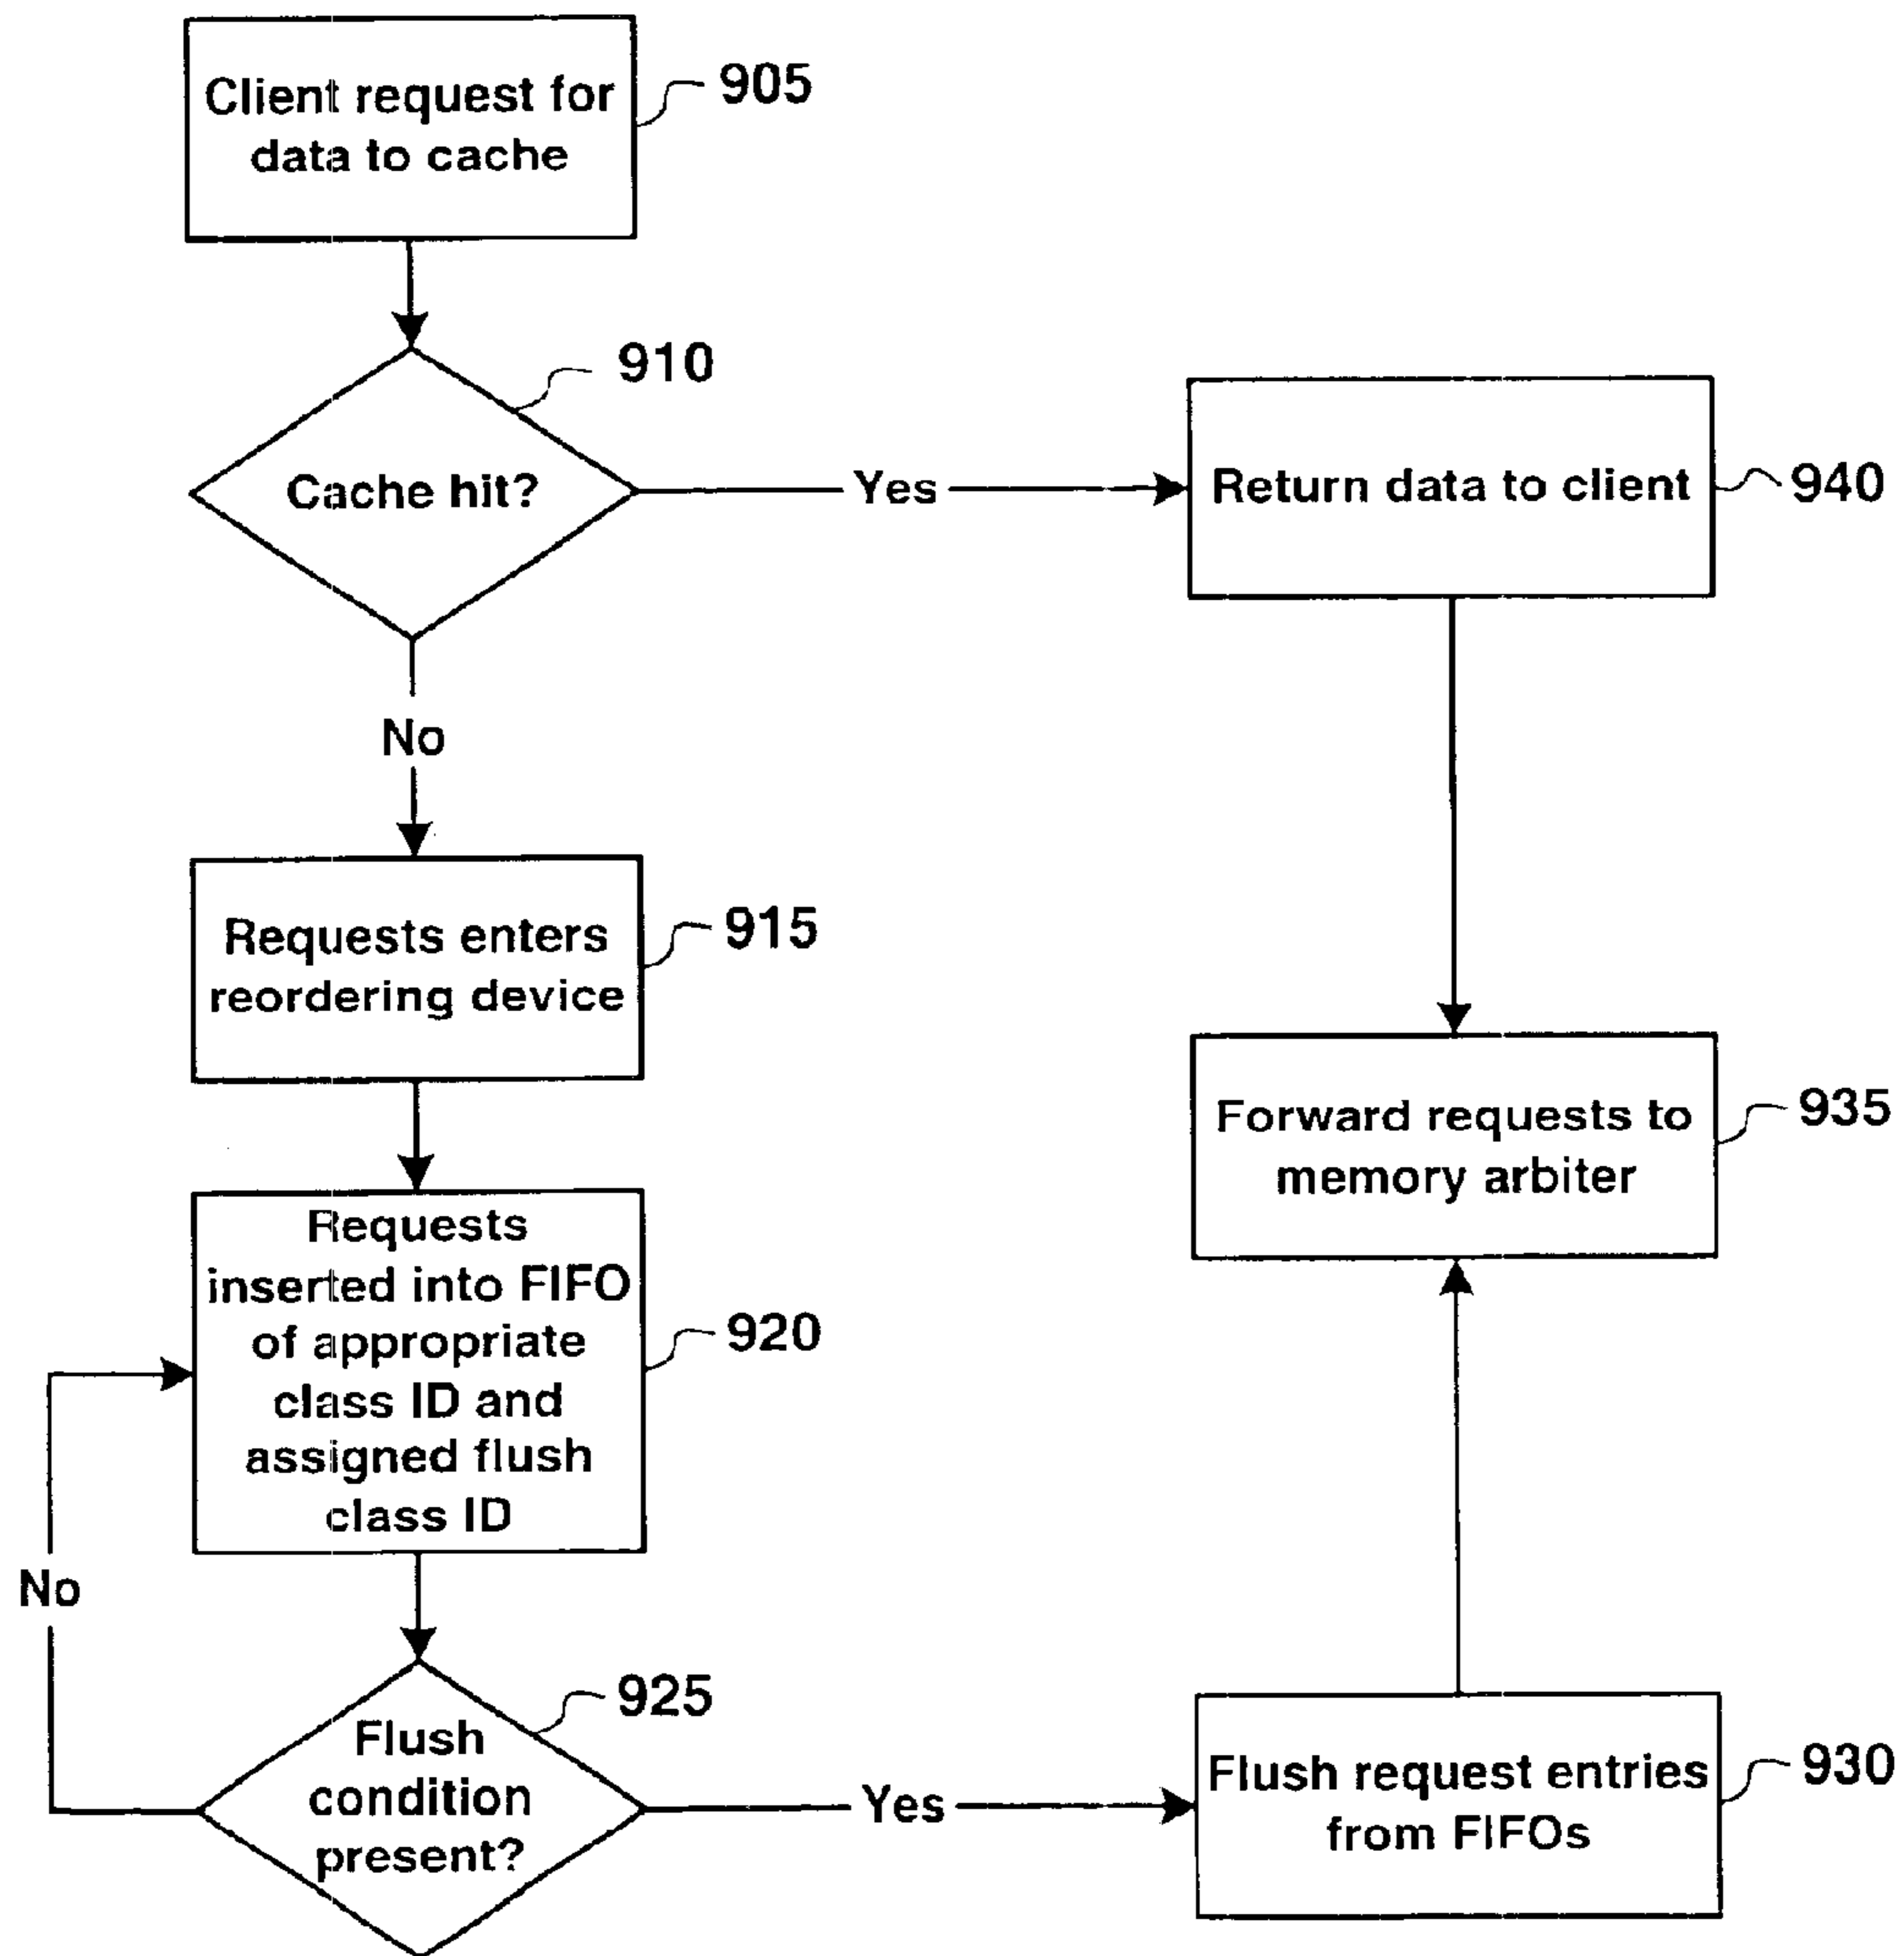 Client request for
data to cache
905
910
Cache hit?
Yes
Return data to client
940
No
Requests enters
reordering device
915
Forward requests to
memory arbiter
935
Requests
inserted into FIFO
of appropriate
class ID and
assigned flush
class ID
920
No
Flush
condition
present?
925
Yes
Flush request entries
from FIFOs
930